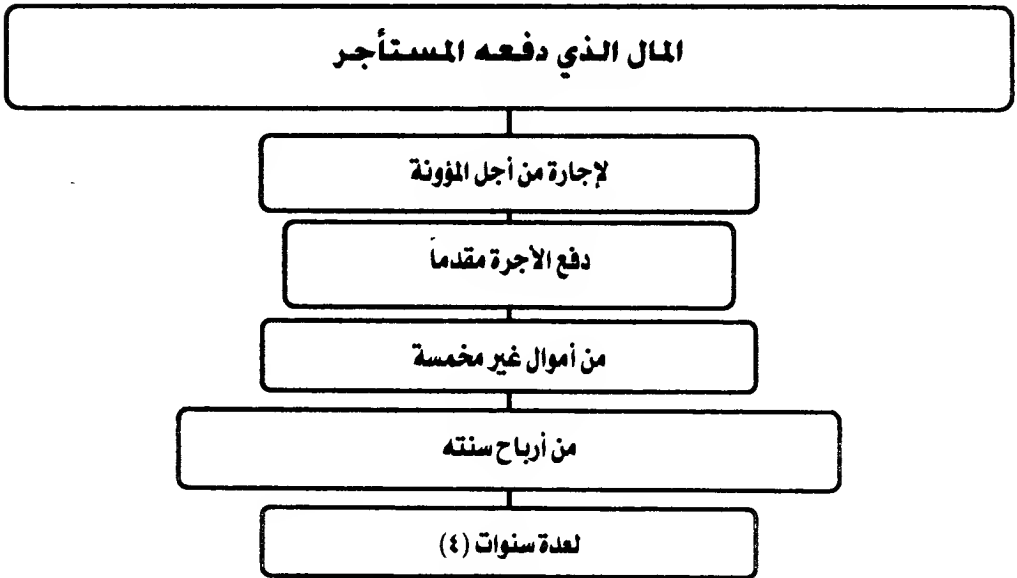 المال الذي دفعه المستأجر
لإجارة من أجل المؤونة
دفع الأجرة مقدماً
من أموال غير مخمسة
من أرباح سنته
لعدة سنوات (٤)